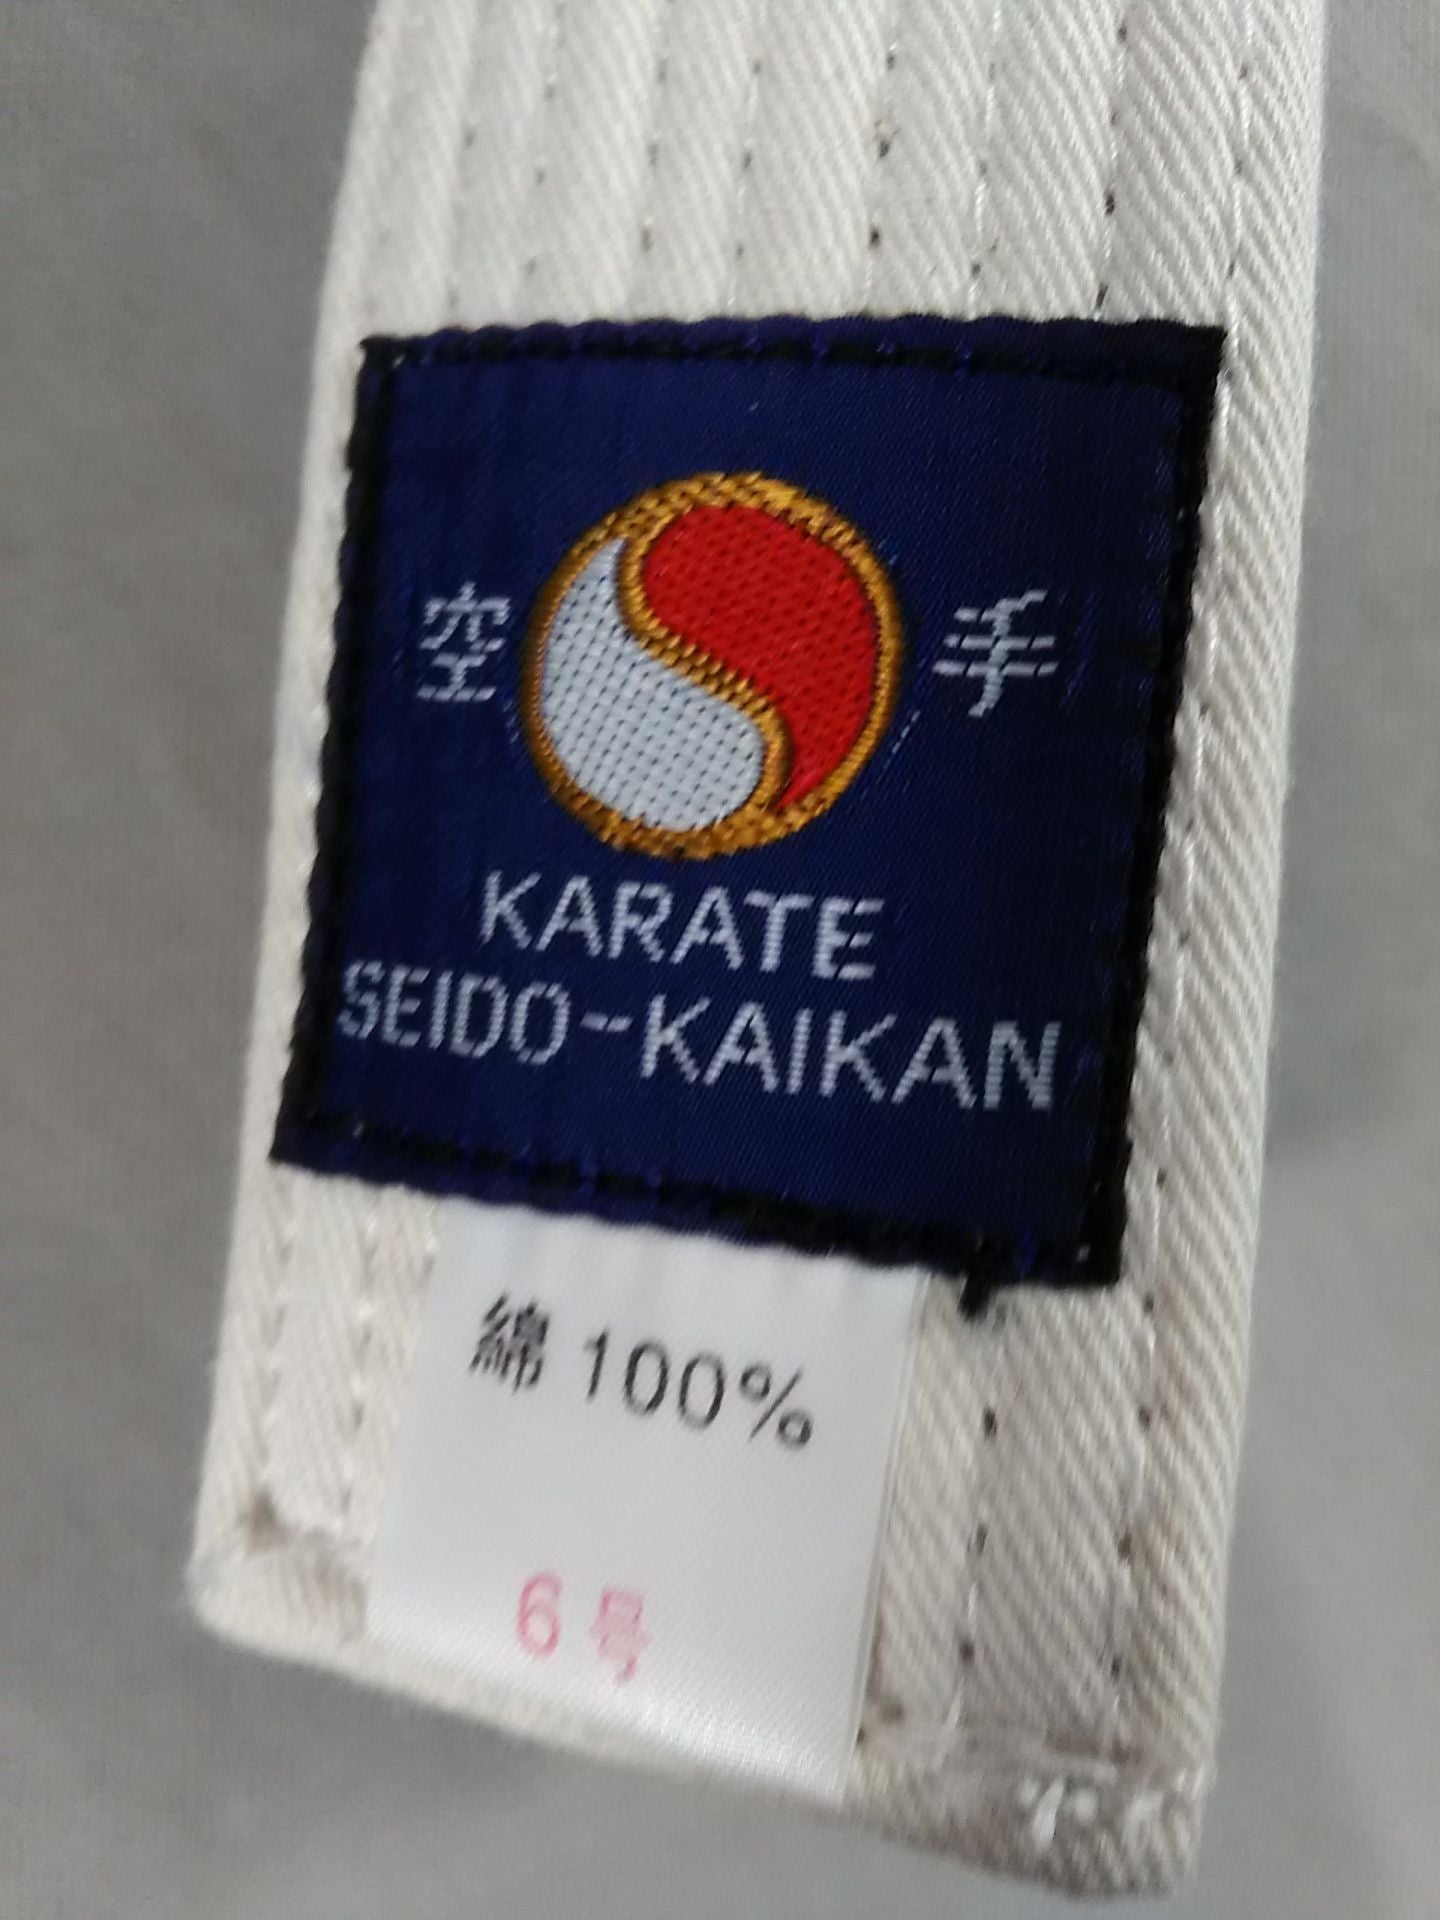 空 手
KARATE
SEIDO-KAIKAN
綿 100%
6号